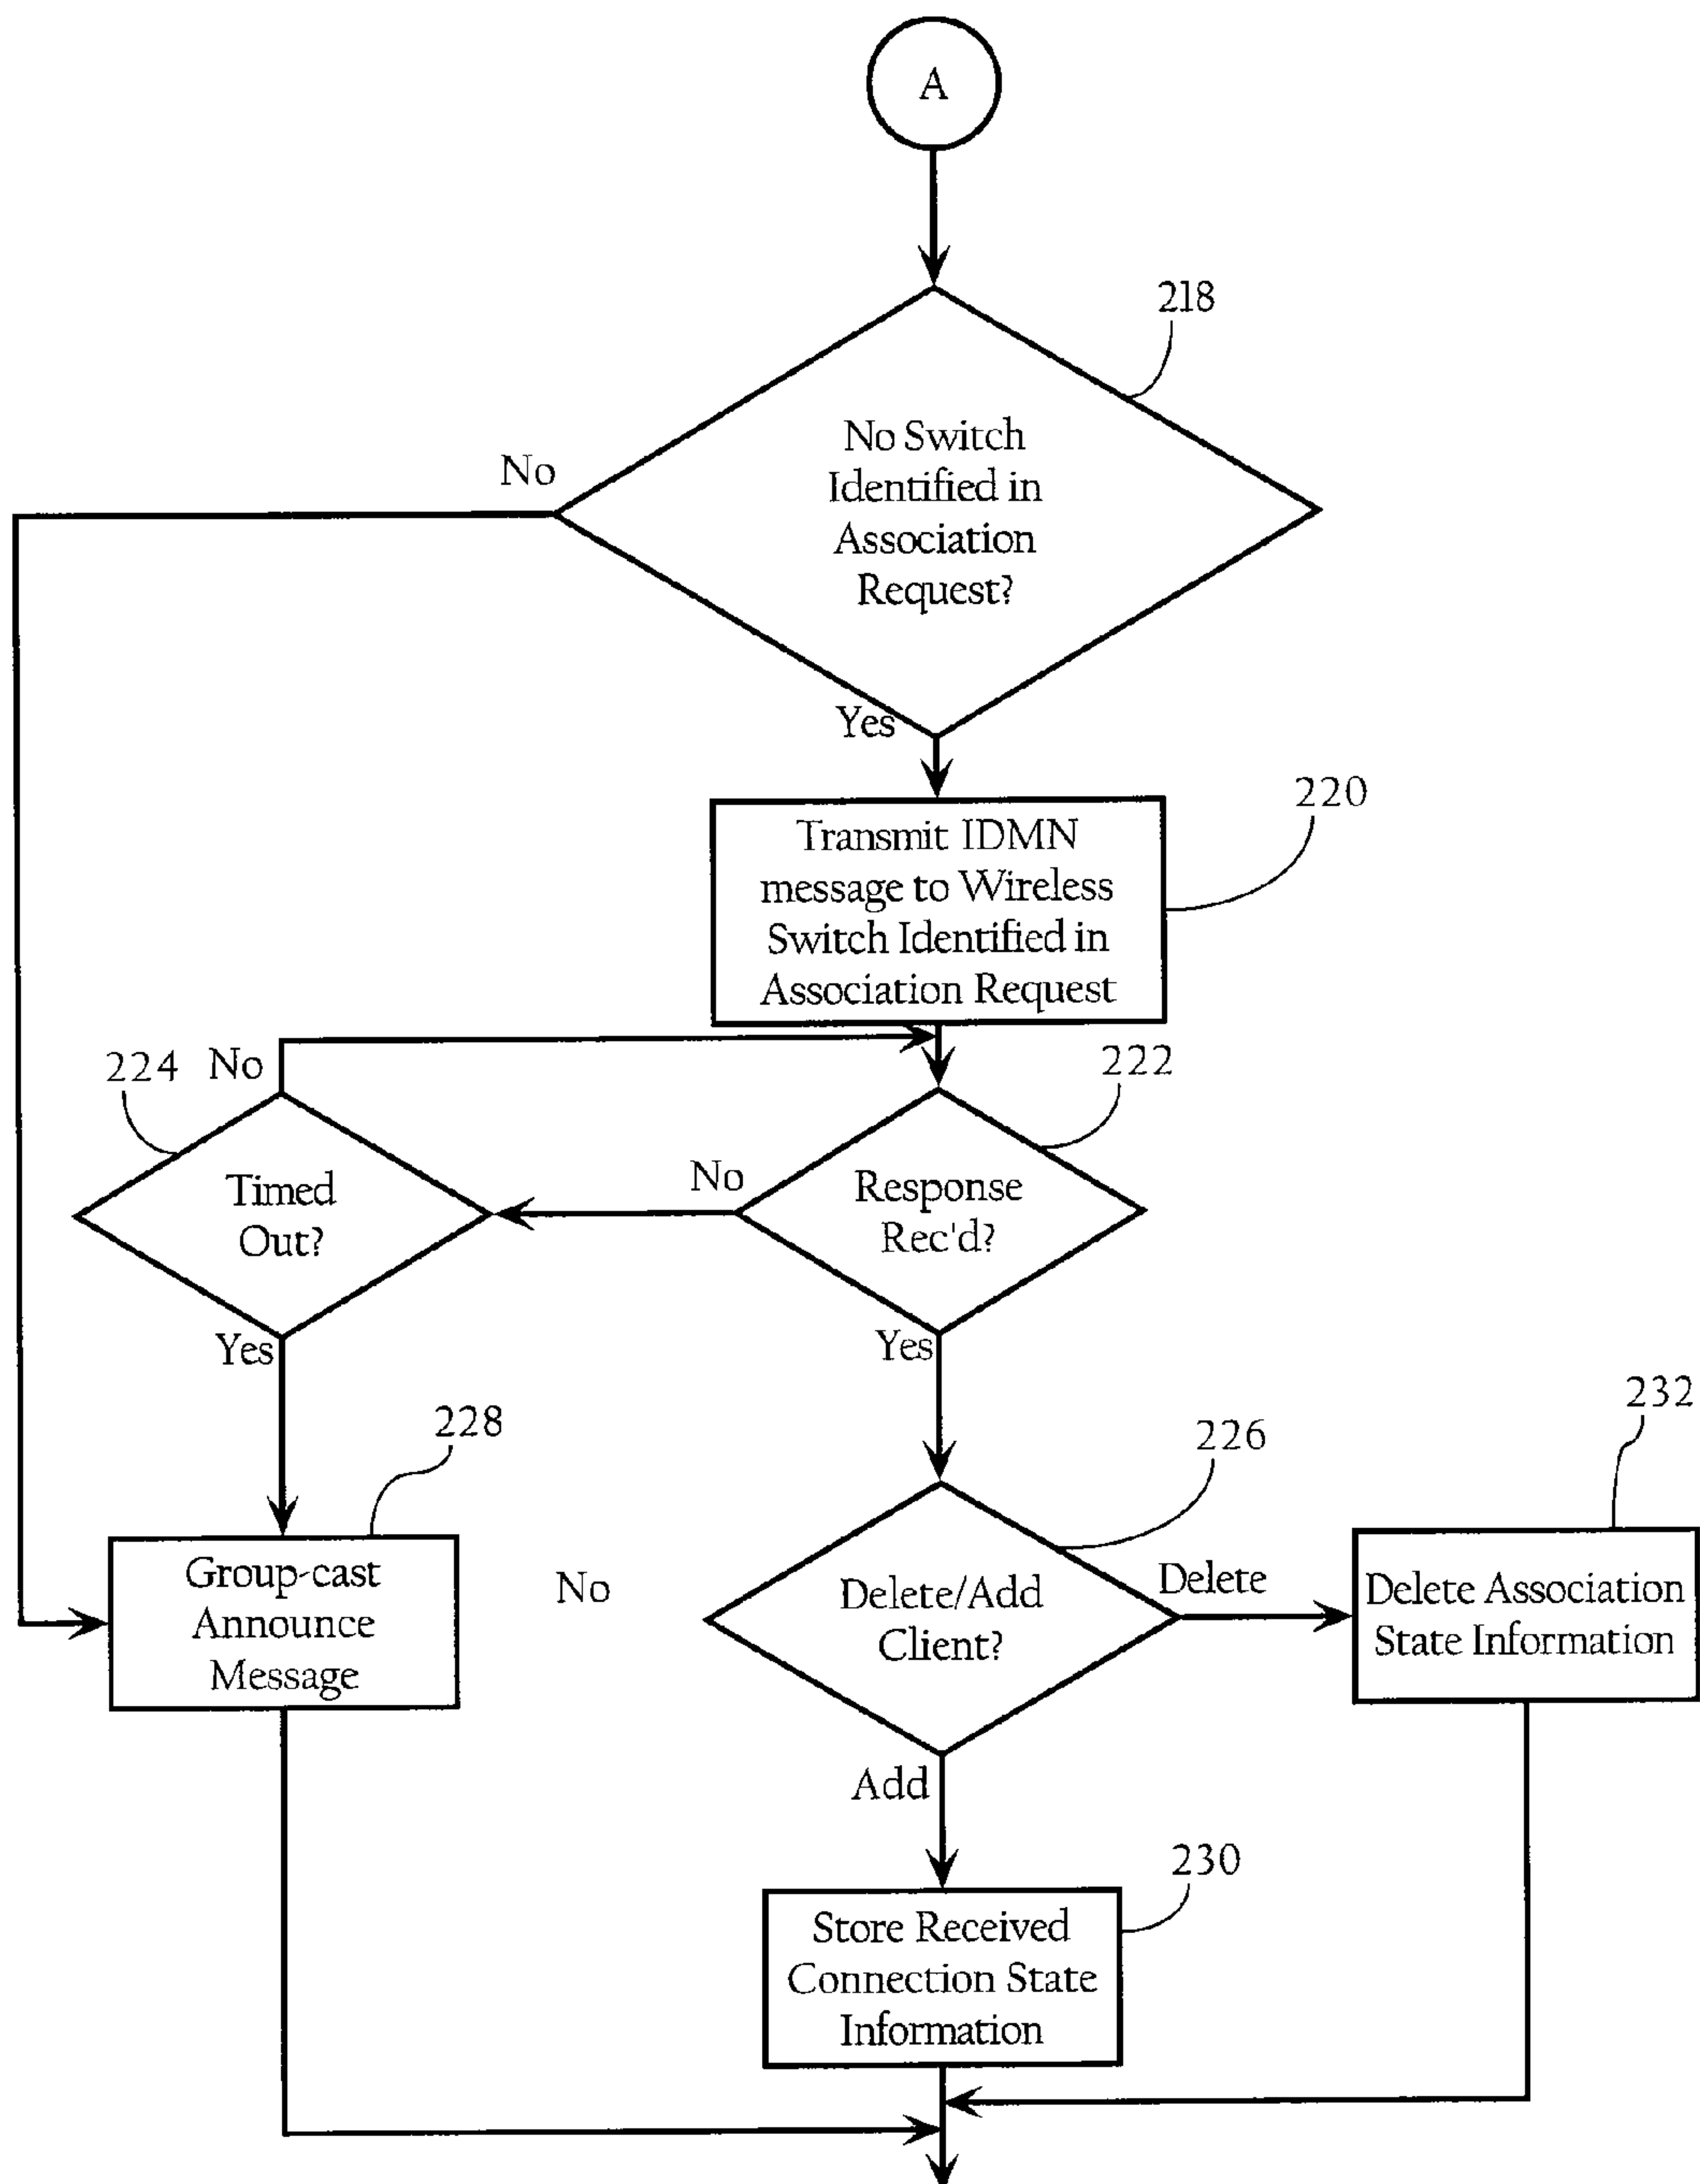 A
218
No Switch
Identified in
Association
Request?
No
Yes
220
Transmit IDMN
message to Wireless
Switch Identified in
Association Request
224
No
222
Timed
Out?
No
Response
Rec'd?
Yes
Yes
228
226
232
Group-cast
Announce
Message
No
Delete/Add
Client?
Delete
Delete Association
State Information
Add
230
Store Received
Connection State
Information